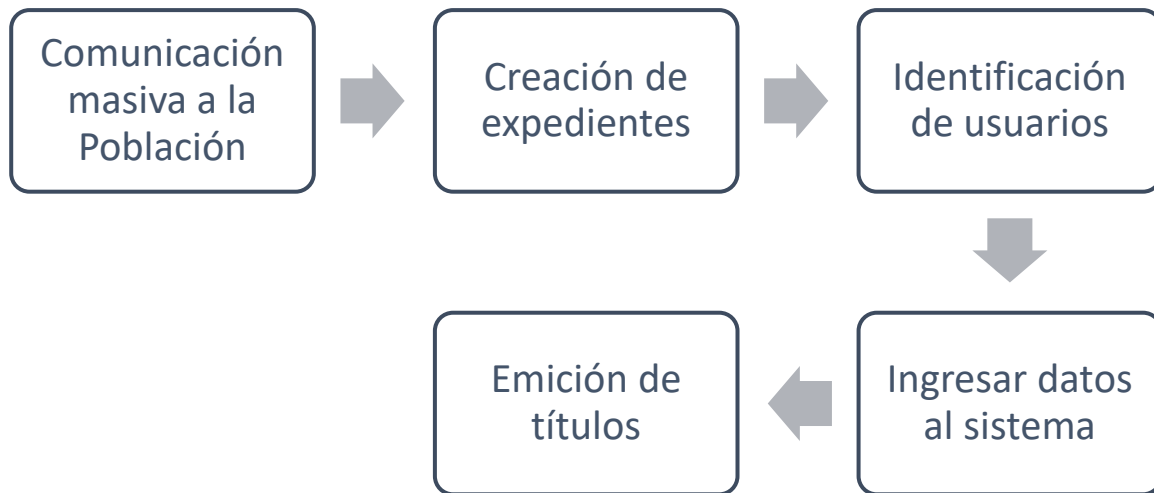 Comunicación
masiva a la
Población
Creación de
expedientes
Identificación
de usuarios
Ingresar datos
al sistema
Emición de
títulos